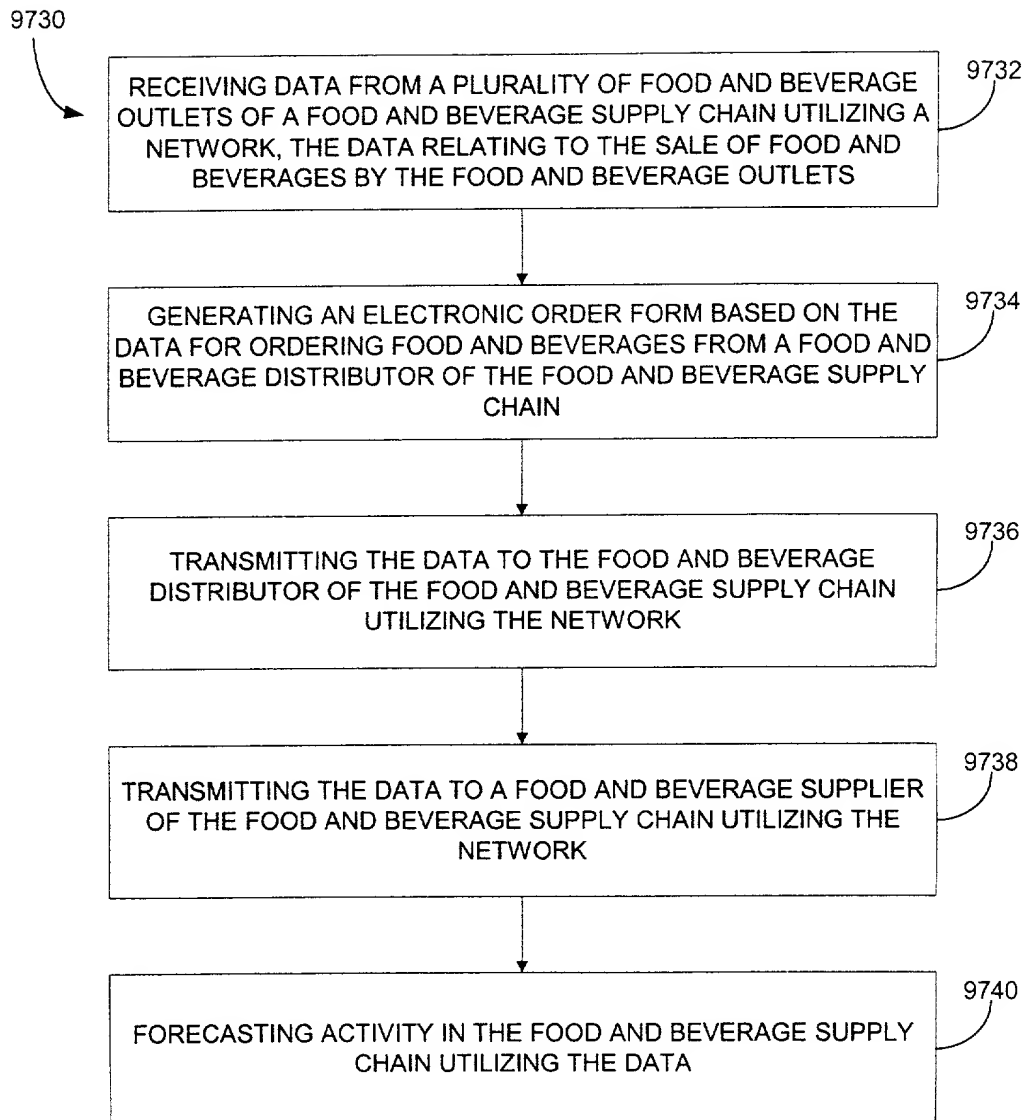 9730
RECEIVING DATA FROM A PLURALITY OF FOOD AND BEVERAGE
OUTLETS OF A FOOD AND BEVERAGE SUPPLY CHAIN UTILIZING A
NETWORK, THE DATA RELATING TO THE SALE OF FOOD AND
BEVERAGES BY THE FOOD AND BEVERAGE OUTLETS
9732
GENERATING AN ELECTRONIC ORDER FORM BASED ON THE
DATA FOR ORDERING FOOD AND BEVERAGES FROM A FOOD AND
BEVERAGE DISTRIBUTOR OF THE FOOD AND BEVERAGE SUPPLY
CHAIN
9734
TRANSMITTING THE DATA TO THE FOOD AND BEVERAGE
DISTRIBUTOR OF THE FOOD AND BEVERAGE SUPPLY CHAIN
UTILIZING THE NETWORK
9736
TRANSMITTING THE DATA TO A FOOD AND BEVERAGE SUPPLIER
OF THE FOOD AND BEVERAGE SUPPLY CHAIN UTILIZING THE
NETWORK
9738
FORECASTING ACTIVITY IN THE FOOD AND BEVERAGE SUPPLY
CHAIN UTILIZING THE DATA
9740